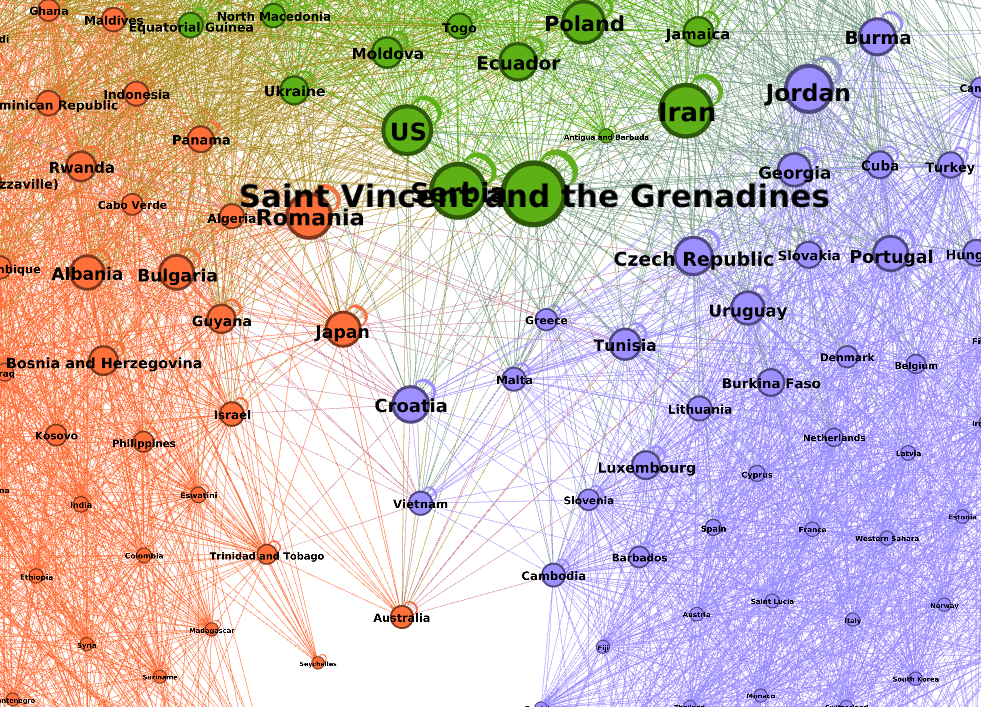 Ghana
Maldives
Equatorial Guinea
North Macedonia
Togo
Poland
Jamaica
Burma
di
Moldova
Ecuador
Ukraine
Indonesia
minican Republic
Jordan
Can
Iran
US
Antigua and Barbuda
Panama
Rwanda
Georgia
Cuba
Turkey
zzaville)
Saint Vincent and the Grenadines
Serbia
Cabo Verde
Algeria
Romania
mbique
Albania
Bulgaria
Czech Republic
Slovakia
Portugal
Hung
Guyana
Japan
Greece
Tunisia
Uruguay
Fi
Bosnia and Herzegovina
Denmark
Belgium
Malta
Burkina Faso
Croatia
Lithuania
Israel
Kosovo
Philippines
Netherlands
Latvia
Luxembourg
Cyprus
na
India
Eswatini
Vietnam
Slovenia
Estonia
Spain
France
Western Sahara
Colombia
Trinidad and Tobago
Barbados
Ethiopia
Cambodia
Australia
Austria
Saint Lucia
Norway
Italy
Madagascar
Syria
Fiji
Seychelles
Suriname
South Korea
ntenegro
Monaco